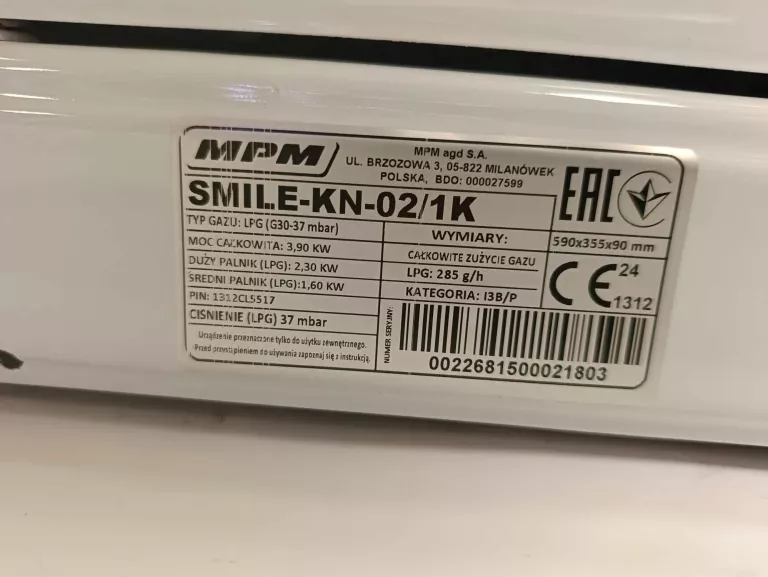 MPM
MPM agd S.A.
UL. BRZOZOWA 3, 05-822 MILANÓWEK
POLSKA, BDO: 000027599
SMILE-KN-02/1K
EAC
TYP GAZU: LPG (G30-37 mbar)
MOC CAŁKOWITA: 3,90 KW
DUŻY PALNIK (LPG): 2,30 KW
ŚREDNI PALNIK (LPG):1,60 KW
PIN: 1312CL5517
CIŚNIENIE (LPG) 37 mbar
Urządzenie przeznaczone tylko do użytku zewnętrznego.
Przed przystąpieniem do używania zapoznaj się z instrukcją.
WYMIARY:
590x355x90 mm
CAŁKOWITE ZUŻYCIE GAZU
LPG: 285 g/h
KATEGORIA: I3B/P
CE 24
1312
NUMER SERYJNY:
0022681500021803